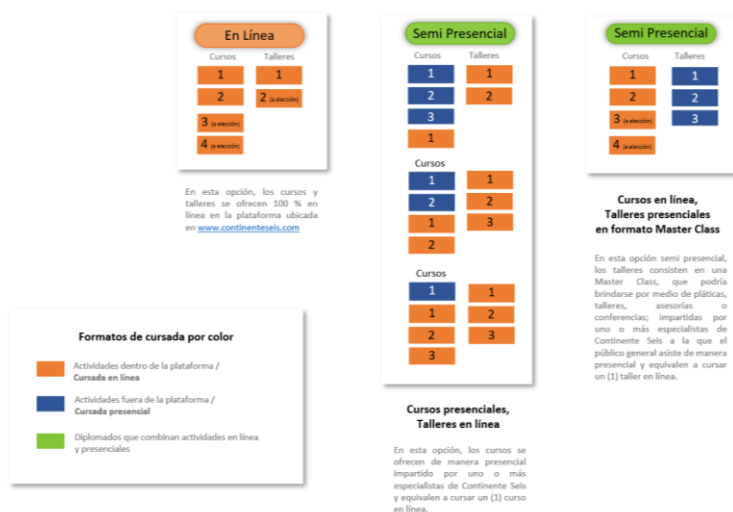 En Línea
Cursos Talleres
1 1
2 2 (a elección)
3 (a elección)
4 (a elección)
En esta opción, los cursos y
talleres se ofrecen 100 % en
línea en la plataforma ubicada
en www.continenteseis.com
Semi Presencial
Cursos Talleres
1 1
2 2
3
1
Cursos
1 1
2 2
1 3
2
Cursos
1 1
1 2
2 3
3
Cursos presenciales,
Talleres en línea
En esta opción, los cursos se
ofrecen de manera presencial
impartido por uno o más
especialistas de Continente Seis
y equivalen a cursar un (1) curso
en línea.
Semi Presencial
Cursos Talleres
1 1
2 2
3 (a elección) 3
4 (a elección)
Cursos en línea,
Talleres presenciales
en formato Master Class
En esta opción semi presencial,
los talleres consisten en una
Master Class, que podría
brindarse por medio de pláticas,
talleres, asesorías o
conferencias; impartidas por
uno o más especialistas de
Continente Seis a la que el
público general asiste de manera
presencial y equivalen a cursar
un (1) taller en línea.
Formatos de cursada por color
Actividades dentro de la plataforma /
Cursada en línea
Actividades fuera de la plataforma /
Cursada presencial
Diplomados que combinan actividades en línea
y presenciales